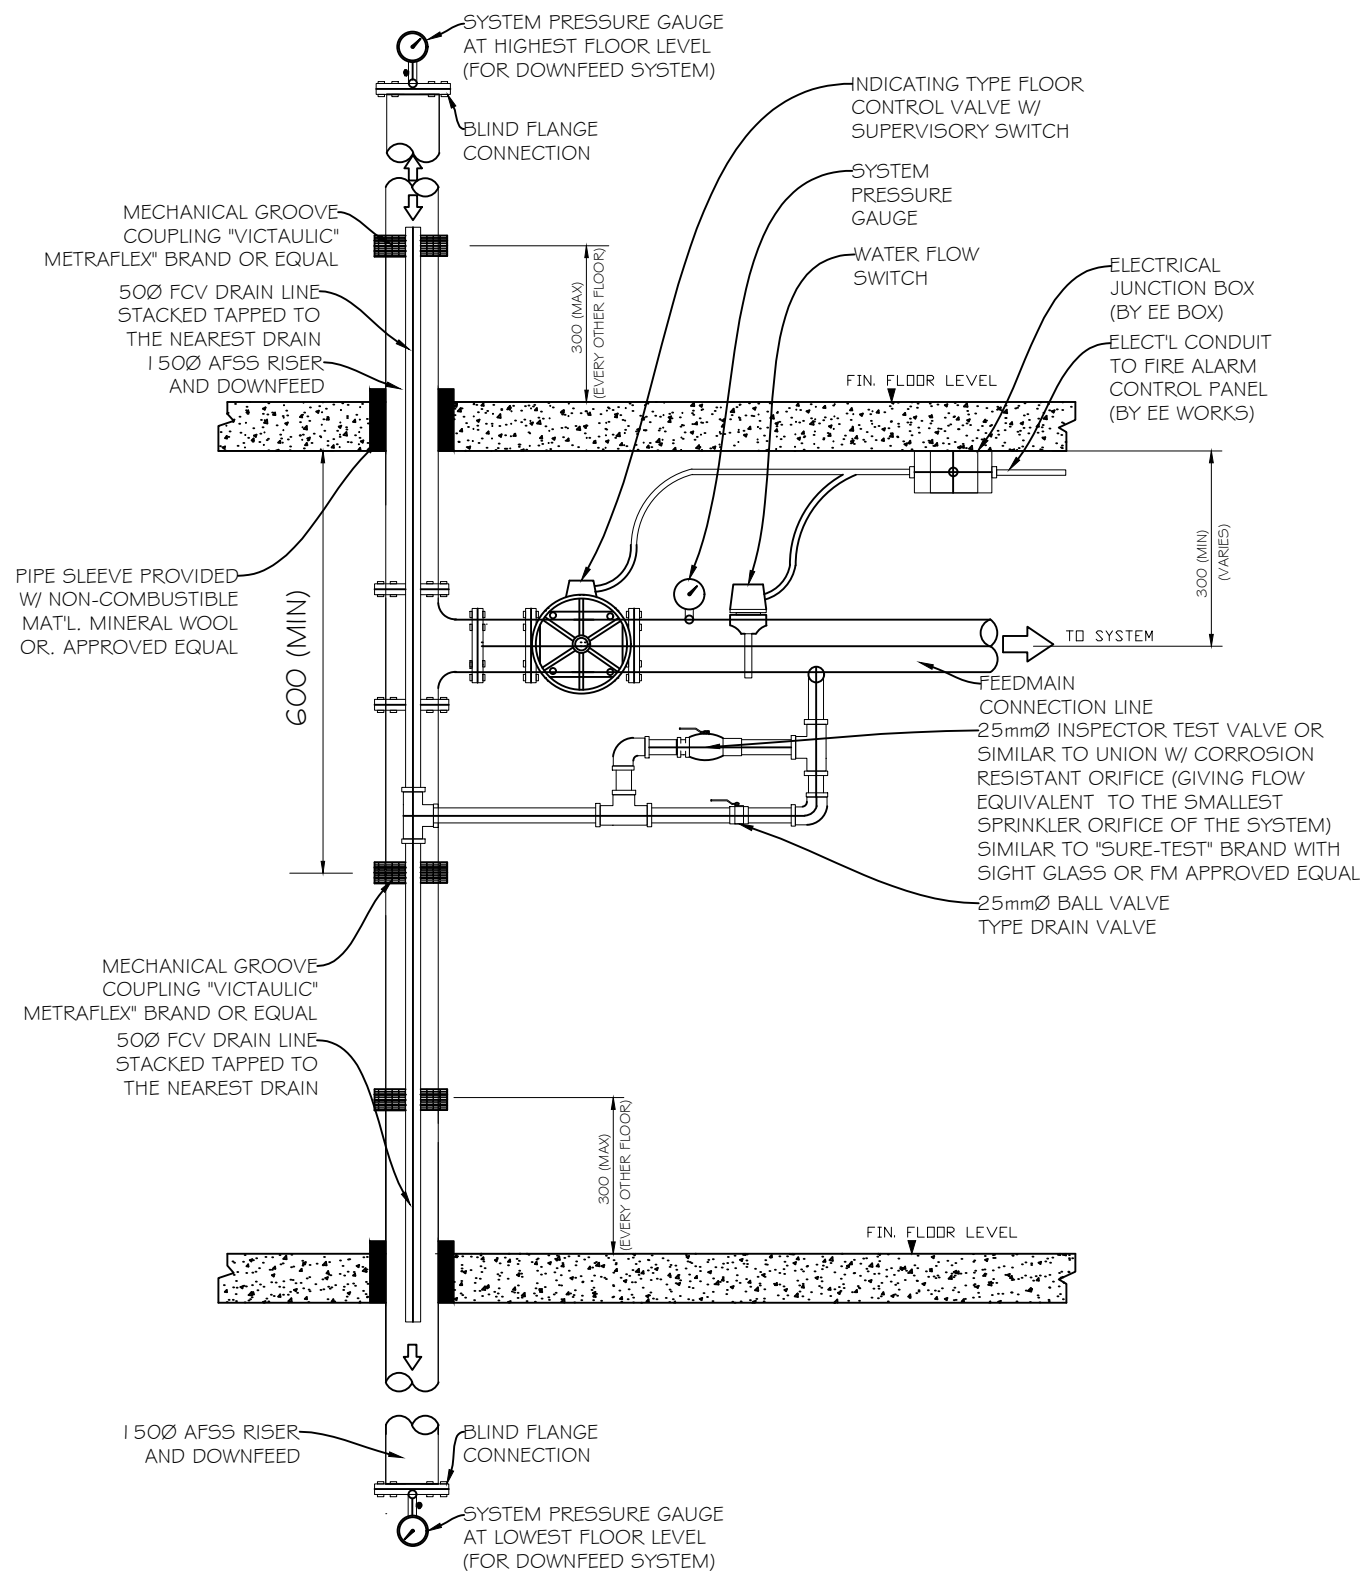 SYSTEM PRESSURE GAUGE
AT HIGHEST FLOOR LEVEL
(FOR DOWNFEED SYSTEM)
BLIND FLANGE
CONNECTION
INDICATING TYPE FLOOR
CONTROL VALVE W/
SUPERVISORY SWITCH
SYSTEM
PRESSURE
GAUGE
WATER FLOW
SWITCH
ELECTRICAL
JUNCTION BOX
(BY EE BOX)
ELECT'L CONDUIT
TO FIRE ALARM
CONTROL PANEL
(BY EE WORKS)
MECHANICAL GROOVE
COUPLING "VICTAULIC"
METRAFLEX" BRAND OR EQUAL
50Ø FCV DRAIN LINE
STACKED TAPPED TO
THE NEAREST DRAIN
150Ø AFSS RISER
AND DOWNFEED
300 (MAX)
(EVERY OTHER FLOOR)
FIN. FLOOR LEVEL
PIPE SLEEVE PROVIDED
W/ NON-COMBUSTIBLE
MAT'L. MINERAL WOOL
OR. APPROVED EQUAL
600 (MIN)
300 (MIN)
(VARIES)
TO SYSTEM
FEEDMAIN
CONNECTION LINE
25mmØ INSPECTOR TEST VALVE OR
SIMILAR TO UNION W/ CORROSION
RESISTANT ORIFICE (GIVING FLOW
EQUIVALENT TO THE SMALLEST
SPRINKLER ORIFICE OF THE SYSTEM)
SIMILAR TO "SURE-TEST" BRAND WITH
SIGHT GLASS OR FM APPROVED EQUAL
25mmØ BALL VALVE
TYPE DRAIN VALVE
MECHANICAL GROOVE
COUPLING "VICTAULIC"
METRAFLEX" BRAND OR EQUAL
50Ø FCV DRAIN LINE
STACKED TAPPED TO
THE NEAREST DRAIN
300 (MAX)
(EVERY OTHER FLOOR)
FIN. FLOOR LEVEL
150Ø AFSS RISER
AND DOWNFEED
BLIND FLANGE
CONNECTION
SYSTEM PRESSURE GAUGE
AT LOWEST FLOOR LEVEL
(FOR DOWNFEED SYSTEM)